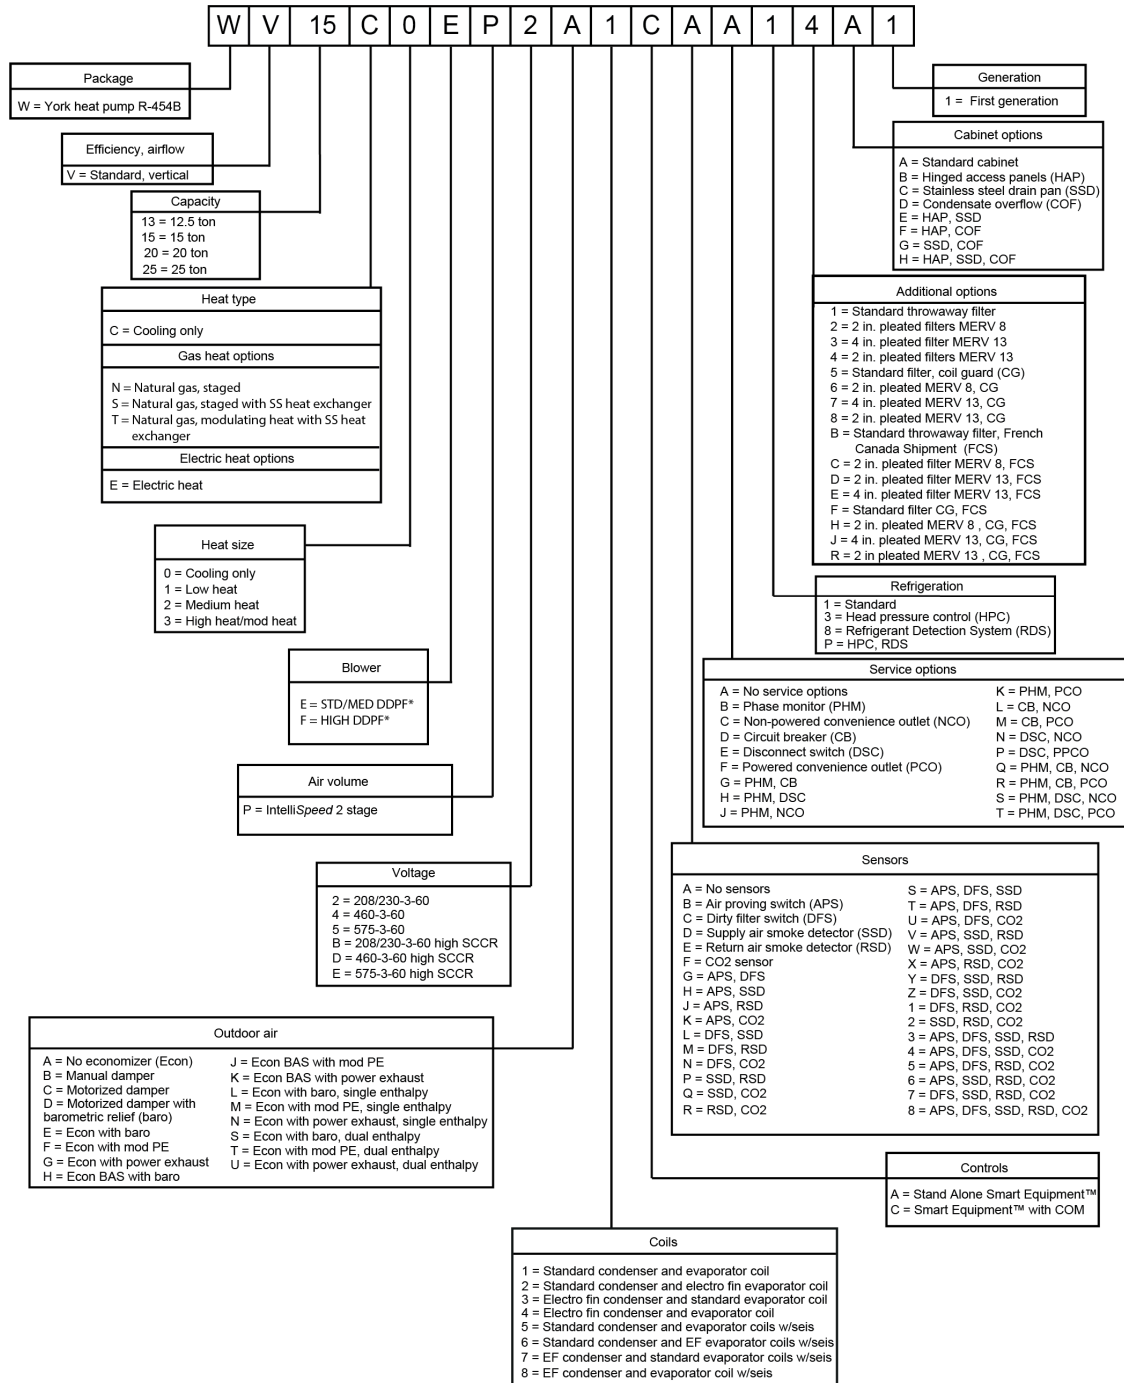 W V 15 C 0 E P 2 A 1 C A A 1 4 A 1
Package
W = York heat pump R-454B
Efficiency, airflow
V = Standard, vertical
Capacity
13 = 12.5 ton
15 = 15 ton
20 = 20 ton
25 = 25 ton
Heat type
C = Cooling only
Gas heat options
N = Natural gas, staged
S = Natural gas, staged with SS heat exchanger
T = Natural gas, modulating heat with SS heat
exchanger
Electric heat options
E = Electric heat
Heat size
0 = Cooling only
1 = Low heat
2 = Medium heat
3 = High heat/mod heat
Blower
E = STD/MED DDPF*
F = HIGH DDPF*
Air volume
P = IntelliSpeed 2 stage
Voltage
2 = 208/230-3-60
4 = 460-3-60
5 = 575-3-60
B = 208/230-3-60 high SCCR
D = 460-3-60 high SCCR
E = 575-3-60 high SCCR
Outdoor air
A = No economizer (Econ)
B = Manual damper
C = Motorized damper
D = Motorized damper with
barometric relief (baro)
E = Econ with baro
F = Econ with mod PE
G = Econ with power exhaust
H = Econ BAS with baro
J = Econ BAS with mod PE
K = Econ BAS with power exhaust
L = Econ with baro, single enthalpy
M = Econ with mod PE, single enthalpy
N = Econ with power exhaust, single enthalpy
S = Econ with baro, dual enthalpy
T = Econ with mod PE, dual enthalpy
U = Econ with power exhaust, dual enthalpy
Coils
1 = Standard condenser and evaporator coil
2 = Standard condenser and electro fin evaporator coil
3 = Electro fin condenser and standard evaporator coil
4 = Electro fin condenser and evaporator coil
5 = Standard condenser and evaporator coils w/seis
6 = Standard condenser and EF evaporator coils w/seis
7 = EF condenser and standard evaporator coils w/seis
8 = EF condenser and evaporator coil w/seis
Controls
A = Stand Alone Smart Equipment™
C = Smart Equipment™ with COM
Sensors
A = No sensors
B = Air proving switch (APS)
C = Dirty filter switch (DFS)
D = Supply air smoke detector (SSD)
E = Return air smoke detector (RSD)
F = CO2 sensor
G = APS, DFS
H = APS, SSD
J = APS, RSD
K = APS, CO2
L = DFS, SSD
M = DFS, RSD
N = DFS, CO2
P = SSD, RSD
Q = SSD, CO2
R = RSD, CO2
S = APS, DFS, SSD
T = APS, DFS, RSD
U = APS, DFS, CO2
V = APS, SSD, RSD
W = APS, SSD, CO2
X = APS, RSD, CO2
Y = DFS, SSD, RSD
Z = DFS, SSD, CO2
1 = DFS, RSD, CO2
2 = SSD, RSD, CO2
3 = APS, DFS, SSD, RSD
4 = APS, DFS, SSD, CO2
5 = APS, DFS, RSD, CO2
6 = APS, SSD, RSD, CO2
7 = DFS, SSD, RSD, CO2
8 = APS, DFS, SSD, RSD, CO2
Service options
A = No service options
B = Phase monitor (PHM)
C = Non-powered convenience outlet (NCO)
D = Circuit breaker (CB)
E = Disconnect switch (DSC)
F = Powered convenience outlet (PCO)
G = PHM, CB
H = PHM, DSC
J = PHM, NCO
K = PHM, PCO
L = CB, NCO
M = CB, PCO
N = DSC, NCO
P = DSC, PPCO
Q = PHM, CB, NCO
R = PHM, CB, PCO
S = PHM, DSC, NCO
T = PHM, DSC, PCO
Refrigeration
1 = Standard
3 = Head pressure control (HPC)
8 = Refrigerant Detection System (RDS)
P = HPC, RDS
Additional options
1 = Standard throwaway filter
2 = 2 in. pleated filters MERV 8
3 = 4 in. pleated filter MERV 13
4 = 2 in. pleated filters MERV 13
5 = Standard filter, coil guard (CG)
6 = 2 in. pleated MERV 8, CG
7 = 4 in. pleated MERV 13, CG
8 = 2 in. pleated MERV 13, CG
B = Standard throwaway filter, French
Canada Shipment (FCS)
C = 2 in. pleated filter MERV 8, FCS
D = 2 in. pleated filter MERV 13, FCS
E = 4 in. pleated filter MERV 13, FCS
F = Standard filter CG, FCS
H = 2 in. pleated MERV 8 , CG, FCS
J = 4 in. pleated MERV 13, CG, FCS
R = 2 in pleated MERV 13 , CG, FCS
Cabinet options
A = Standard cabinet
B = Hinged access panels (HAP)
C = Stainless steel drain pan (SSD)
D = Condensate overflow (COF)
E = HAP, SSD
F = HAP, COF
G = SSD, COF
H = HAP, SSD, COF
Generation
1 = First generation